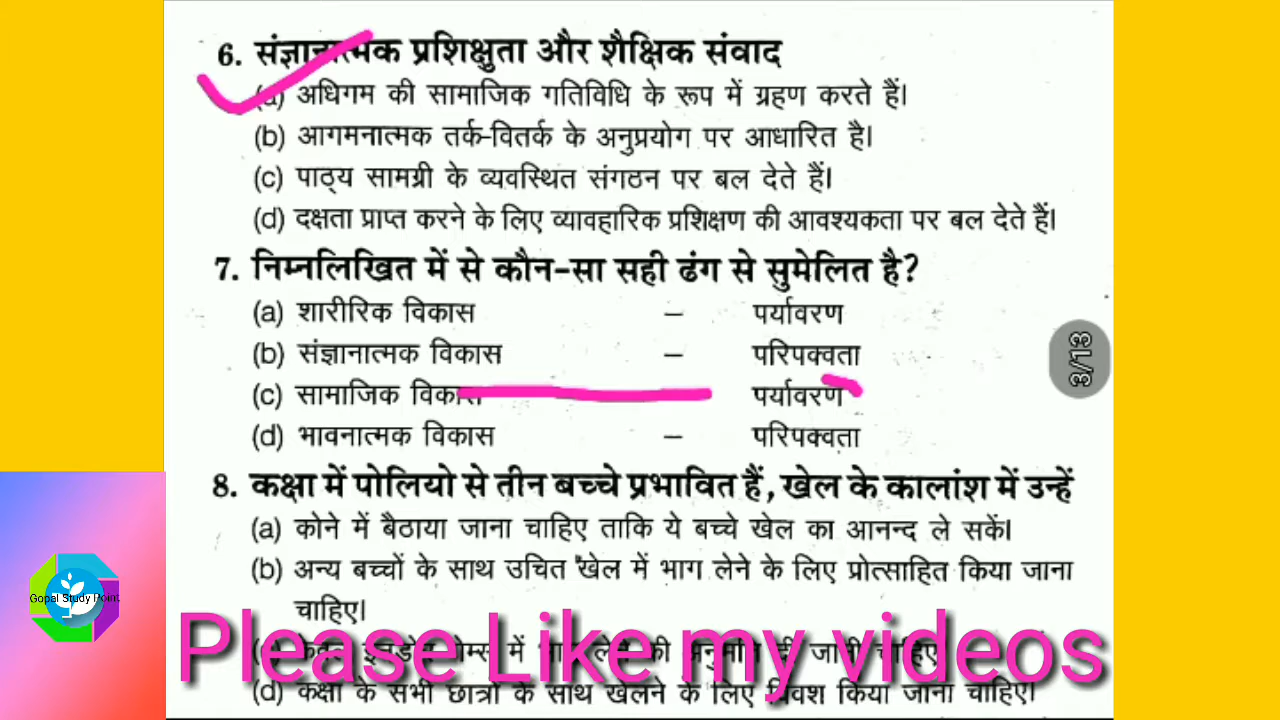 6. संज्ञानात्मक प्रशिक्षुता और शैक्षिक संवाद
(a) अधिगम की सामाजिक गतिविधि के रूप में ग्रहण करते हैं।
(b) आगमनात्मक तर्क-वितर्क के अनुप्रयोग पर आधारित है।
(c) पाठ्य सामग्री के व्यवस्थित संगठन पर बल देते हैं।
(d) दक्षता प्राप्त करने के लिए व्यावहारिक प्रशिक्षण की आवश्यकता पर बल देते हैं।
7. निम्नलिखित में से कौन-सा सही ढंग से सुमेलित है?
(a) शारीरिक विकास – पर्यावरण
(b) संज्ञानात्मक विकास – परिपक्वता
(c) सामाजिक विकास पर्यावरण
(d) भावनात्मक विकास – परिपक्वता
3/13
8. कक्षा में पोलियो से तीन बच्चे प्रभावित हैं, खेल के कालांश में उन्हें
(a) कोने में बैठाया जाना चाहिए ताकि ये बच्चे खेल का आनन्द ले सकें।
(b) अन्य बच्चों के साथ उचित खेल में भाग लेने के लिए प्रोत्साहित किया जाना
चाहिए।
में की अनुमति दी जानी चाहिए
(d) कक्षा के सभी छात्रों के साथ खेलने के लिए विवश किया जाना चाहिए।
Gopal Study Point
Please Like my videos